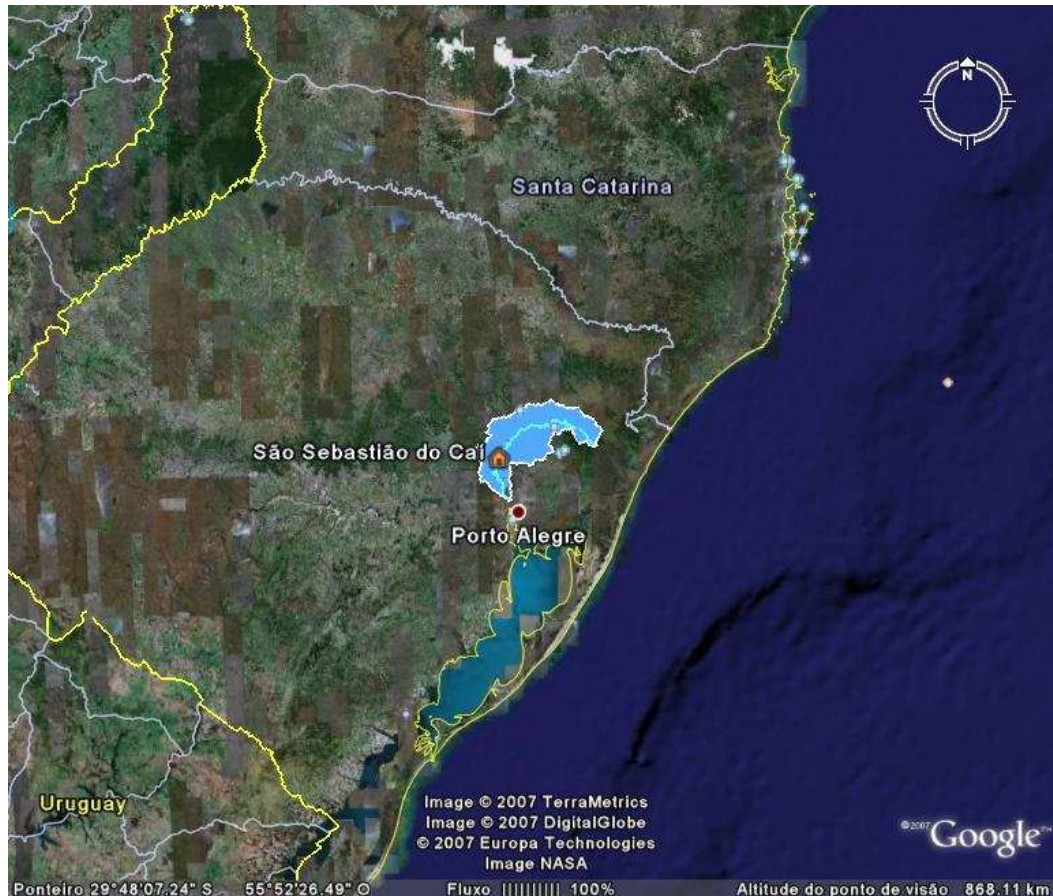 N
Santa Catarina
São Sebastião do Caí
Porto Alegre
Uruguay
Image © 2007 TerraMetrics
Image © 2007 DigitalGlobe
© 2007 Europa Technologies
Image NASA
©2007 Google™
Ponteiro 29°48'07.24" S 55°52'26.49" O Fluxo |||||||||| 100% Altitude do ponto de visão 868.11 km